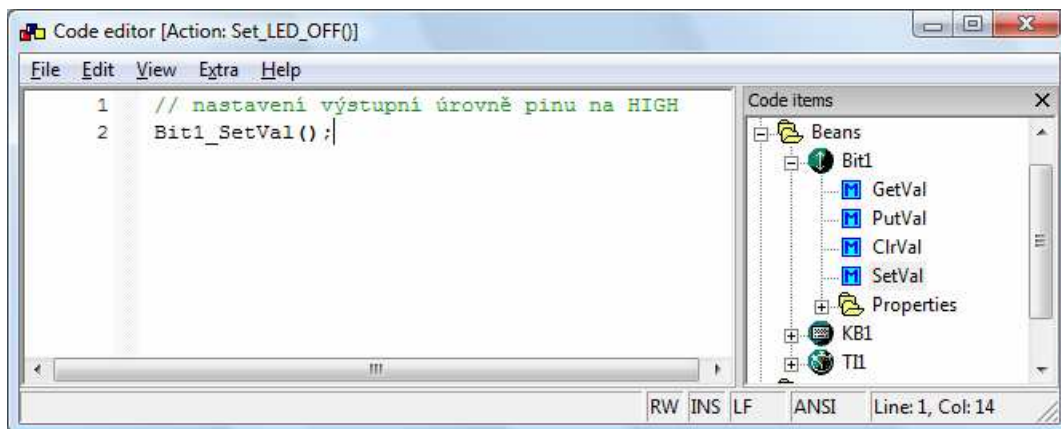 Code editor [Action: Set_LED_OFF()]
File Edit View Extra Help
1 // nastavení výstupní úrovně pinu na HIGH
2 Bit1_SetVal();
Code items
Beans
Bit1
M GetVal
M PutVal
M ClrVal
M SetVal
Properties
KB1
TI1
RW INS LF ANSI Line: 1, Col: 14